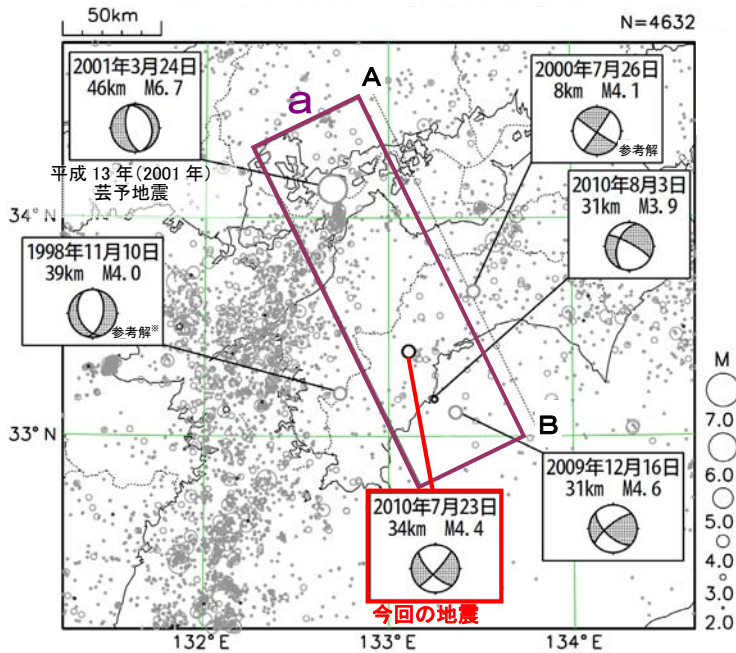 50km
N=4632
2001年3月24日
46km M6.7
A
a
2000年7月26日
8km M4.1
参考解
平成 13 年(2001 年)
芸予地震
2010年8月3日
31km M3.9
34°N
1998年11月10日
39km M4.0
参考解※
M
7.0
6.0
5.0
4.0
3.0
2.0
B
33°N
2009年12月16日
31km M4.6
2010年7月23日
34km M4.4
今回の地震
132°E
133°E
134°E